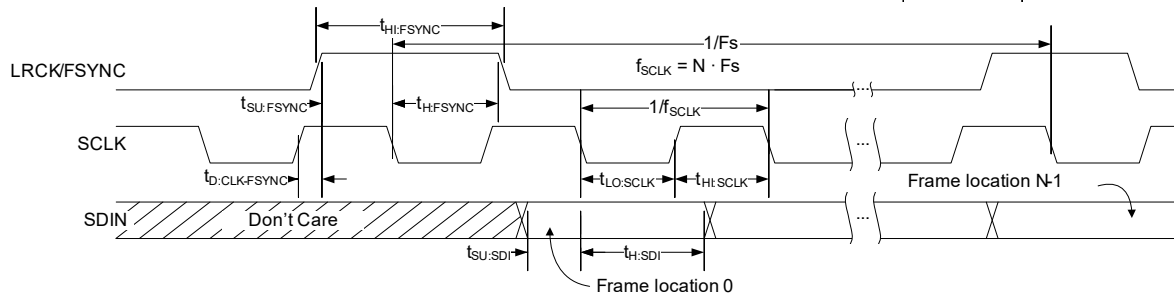 tHI:FSYNC
1/Fs
LRCK/FSYNC
fSCLK = N · Fs
...
tSU:FSYNC
tH:FSYNC
1/fSCLK
SCLK
...
tD:CLK-FSYNC
tLO:SCLK
tHI:SCLK
Frame location N-1
SDIN
Don't Care
...
tSU:SDI
tH:SDI
Frame location 0